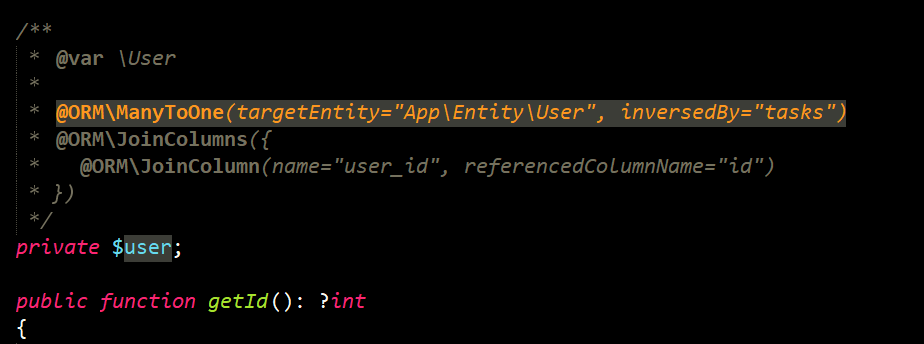 /**
 * @var \User
 *
 * @ORM\ManyToOne(targetEntity="App\Entity\User", inversedBy="tasks")
 * @ORM\JoinColumns({
 *   @ORM\JoinColumn(name="user_id", referencedColumnName="id")
 * })
 */
private $user;

public function getId(): ?int
{